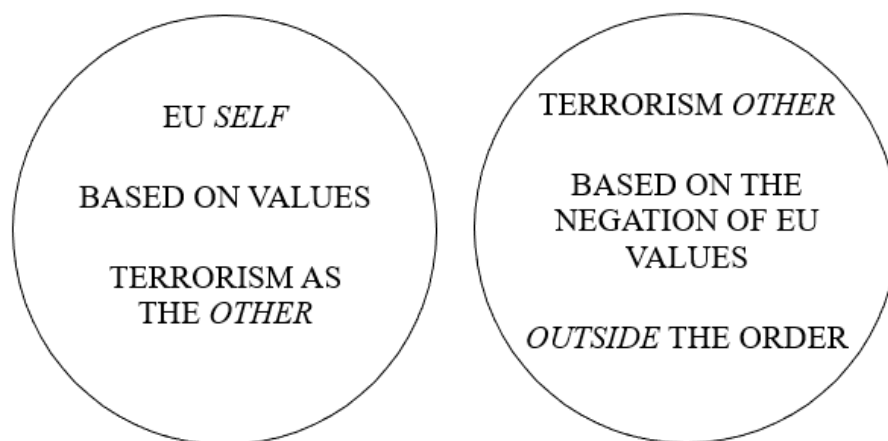 EU SELF
BASED ON VALUES
TERRORISM AS
THE OTHER
TERRORISM OTHER
BASED ON THE
NEGATION OF EU
VALUES
OUTSIDE THE ORDER